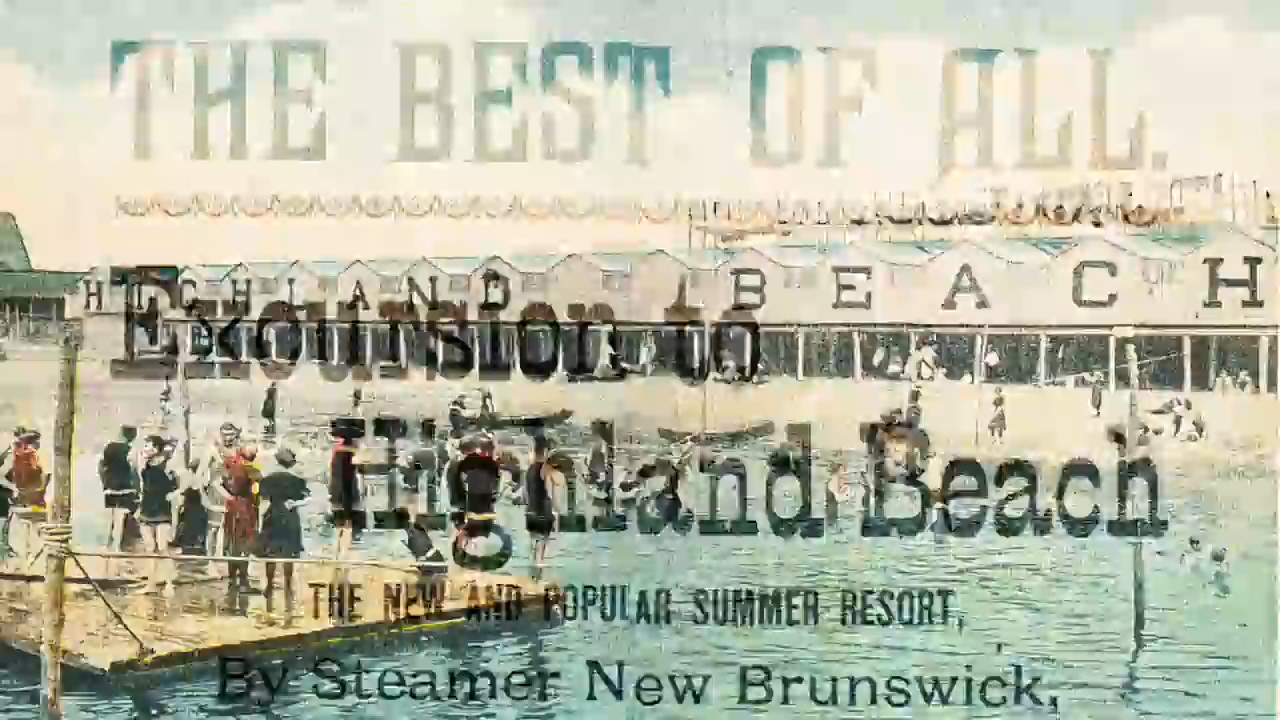 THE BEST OF ALL.
HIGHLAND BEACH
Excursion to
Highland Beach
THE NEW AND POPULAR SUMMER RESORT,
By Steamer New Brunswick,